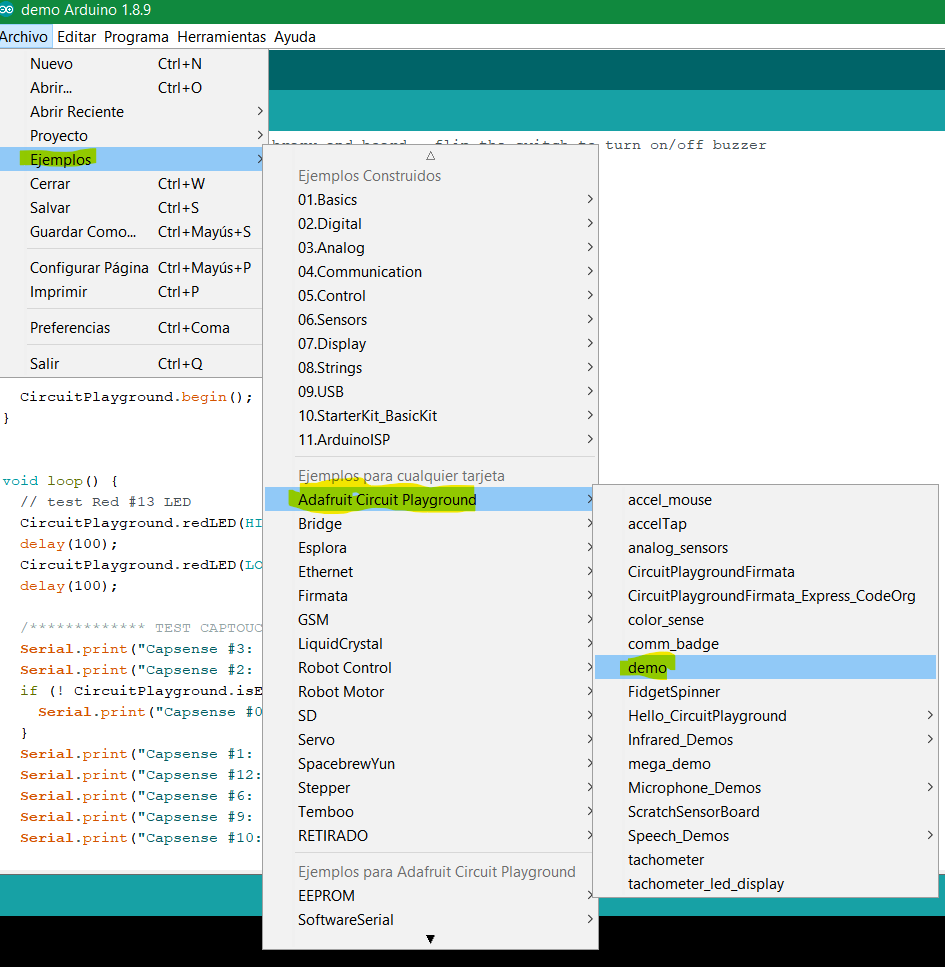 demo Arduino 1.8.9
Archivo Editar Programa Herramientas Ayuda
Nuevo Ctrl+N
Abrir... Ctrl+O
Abrir Reciente
Proyecto
Ejemplos
Cerrar Ctrl+W
Salvar Ctrl+S
Guardar Como... Ctrl+Mayús+S
Configurar Página Ctrl+Mayús+P
Imprimir Ctrl+P
Preferencias Ctrl+Coma
Salir Ctrl+Q
turn on/off buzzer
Ejemplos Construidos
01.Basics
02.Digital
03.Analog
04.Communication
05.Control
06.Sensors
07.Display
08.Strings
09.USB
10.StarterKit_BasicKit
11.ArduinoISP
Ejemplos para cualquier tarjeta
Adafruit Circuit Playground
Bridge
Esplora
Ethernet
Firmata
GSM
LiquidCrystal
Robot Control
Robot Motor
SD
Servo
SpacebrewYun
Stepper
Temboo
RETIRADO
Ejemplos para Adafruit Circuit Playground
EEPROM
SoftwareSerial
accel_mouse
accelTap
analog_sensors
CircuitPlaygroundFirmata
CircuitPlaygroundFirmata_Express_CodeOrg
color_sense
comm_badge
demo
FidgetSpinner
Hello_CircuitPlayground
Infrared_Demos
mega_demo
Microphone_Demos
ScratchSensorBoard
Speech_Demos
tachometer
tachometer_led_display
CircuitPlayground.begin();
}
void loop() {
// test Red #13 LED
CircuitPlayground.redLED(HI
delay(100);
CircuitPlayground.redLED(LO
delay(100);
/************* TEST CAPTOUC
Serial.print("Capsense #3:
Serial.print("Capsense #2:
if (! CircuitPlayground.isE
Serial.print("Capsense #0
}
Serial.print("Capsense #1:
Serial.print("Capsense #12:
Serial.print("Capsense #6:
Serial.print("Capsense #9:
Serial.print("Capsense #10: